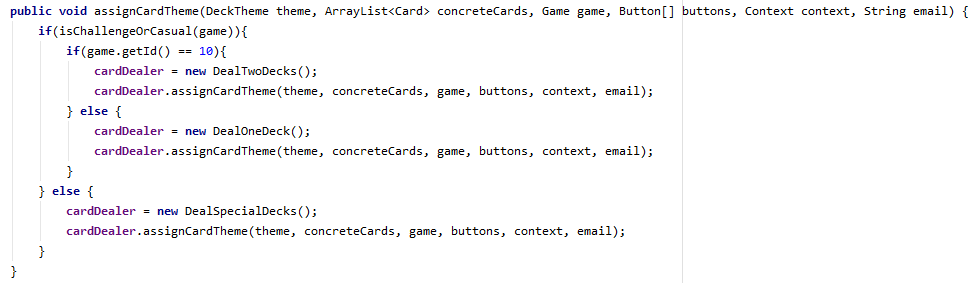 public void assignCardTheme(DeckTheme theme, ArrayList<Card> concreteCards, Game game, Button[] buttons, Context context, String email) {
    if(isChallengeOrCasual(game)){
        if(game.getId() == 10){
            cardDealer = new DealTwoDecks();
            cardDealer.assignCardTheme(theme, concreteCards, game, buttons, context, email);
        } else {
            cardDealer = new DealOneDeck();
            cardDealer.assignCardTheme(theme, concreteCards, game, buttons, context, email);
        }
    } else {
        cardDealer = new DealSpecialDecks();
        cardDealer.assignCardTheme(theme, concreteCards, game, buttons, context, email);
    }
}